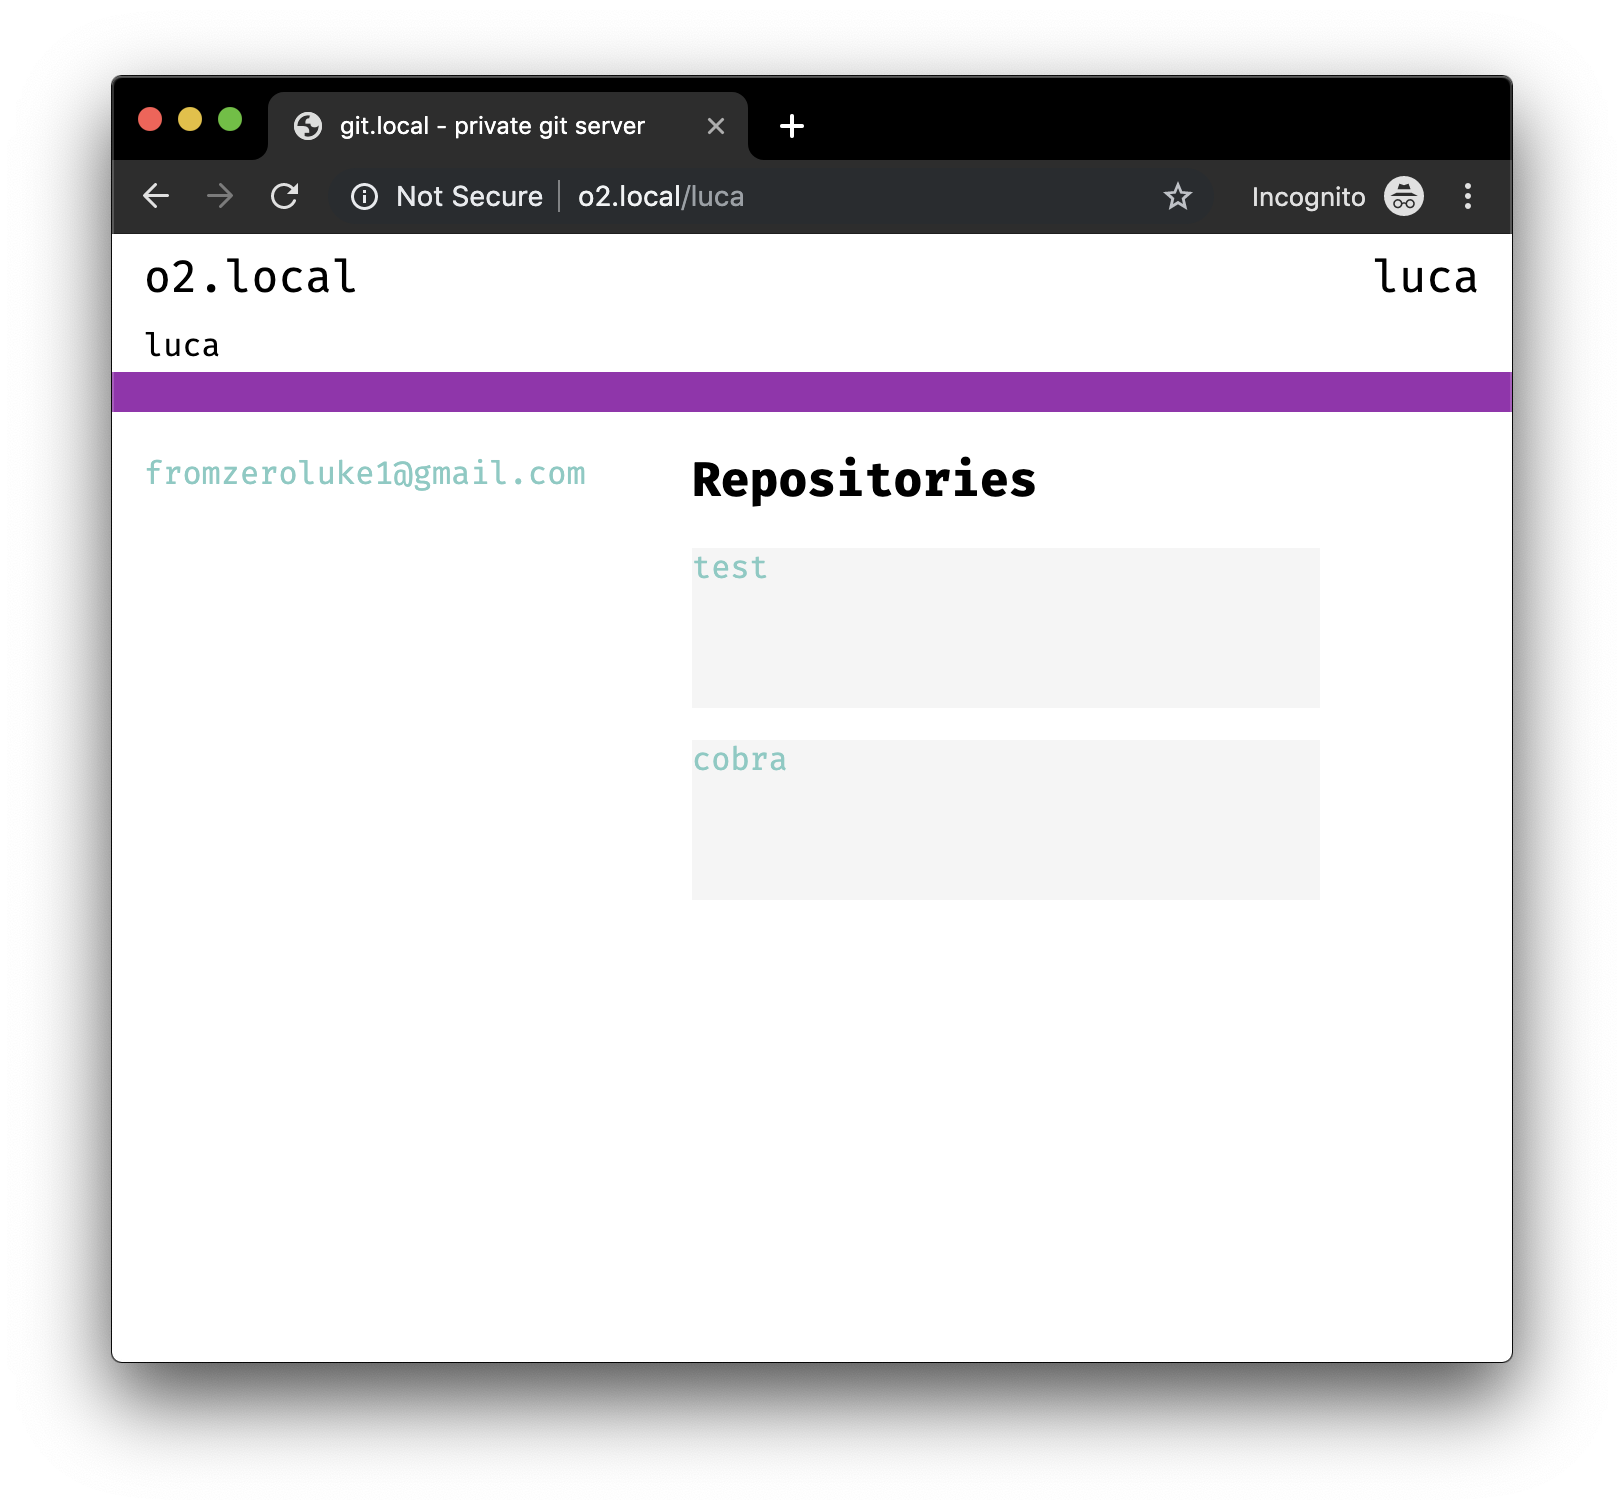 git.local - private git server
Not Secure
o2.local/luca
Incognito
o2.local
luca
luca
fromzeroluke1@gmail.com
Repositories
test
cobra